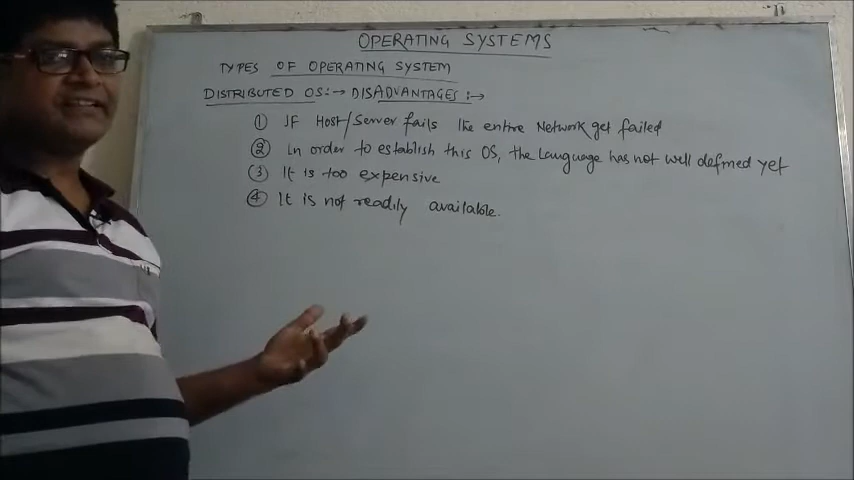 OPERATING SYSTEMS
TYPES OF OPERATING SYSTEM
DISTRIBUTED OS:→ DISADVANTAGES:→
① IF Host/Server fails the entire Network get failed
② In order to establish this OS, the Language has not well defined yet
③ It is too expensive
④ It is not readily available.